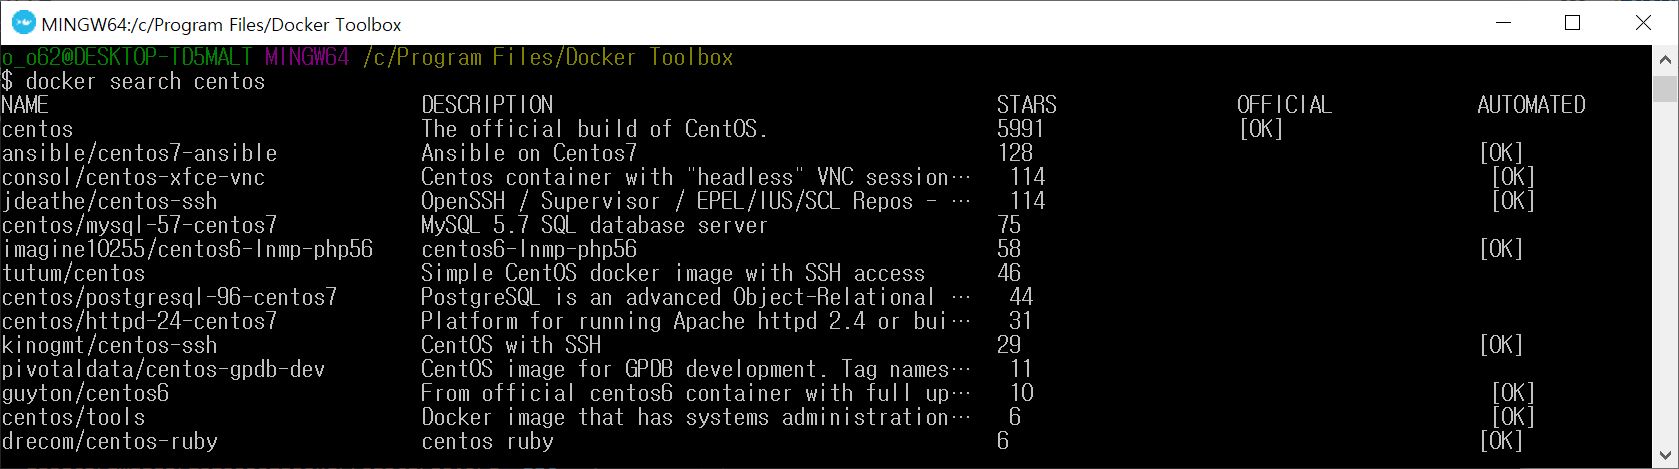 MINGW64:/c/Program Files/Docker Toolbox
o_o62@DESKTOP-TD5MALT MINGW64 /c/Program Files/Docker Toolbox
$ docker search centos
NAME DESCRIPTION STARS OFFICIAL AUTOMATED
centos The official build of CentOS. 5991 [OK]
ansible/centos7-ansible Ansible on Centos7 128 [OK]
consol/centos-xfce-vnc Centos container with "headless" VNC session… 114 [OK]
jdeathe/centos-ssh OpenSSH / Supervisor / EPEL/IUS/SCL Repos - … 114 [OK]
centos/mysql-57-centos7 MySQL 5.7 SQL database server 75
imagine10255/centos6-lnmp-php56 centos6-lnmp-php56 58 [OK]
tutum/centos Simple CentOS docker image with SSH access 46
centos/postgresql-96-centos7 PostgreSQL is an advanced Object-Relational … 44
centos/httpd-24-centos7 Platform for running Apache httpd 2.4 or bui… 31
kinogmt/centos-ssh CentOS with SSH 29 [OK]
pivotaldata/centos-gpdb-dev CentOS image for GPDB development. Tag names… 11
guyton/centos6 From official centos6 container with full up… 10 [OK]
centos/tools Docker image that has systems administration… 6 [OK]
drecom/centos-ruby centos ruby 6 [OK]